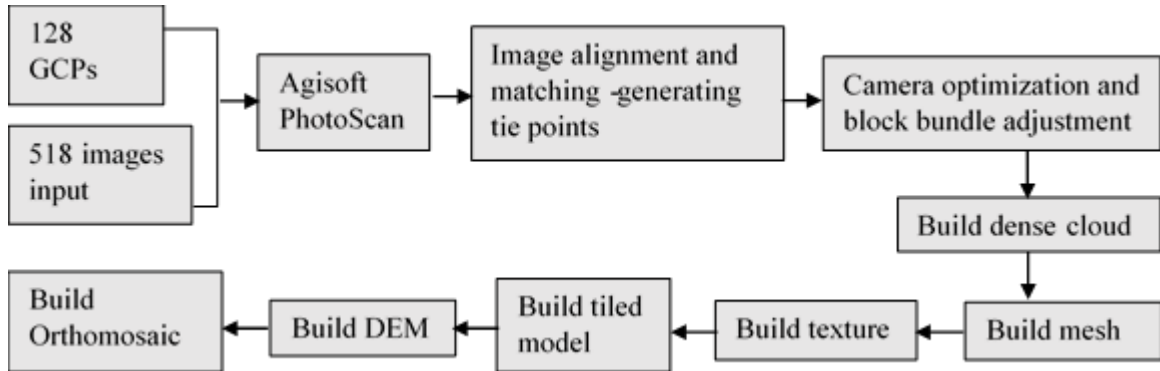 128
GCPs
518 images
input
Agisoft
PhotoScan
Image alignment and
matching -generating
tie points
Camera optimization and
block bundle adjustment
Build dense cloud
Build mesh
Build texture
Build tiled
model
Build DEM
Build
Orthomosaic